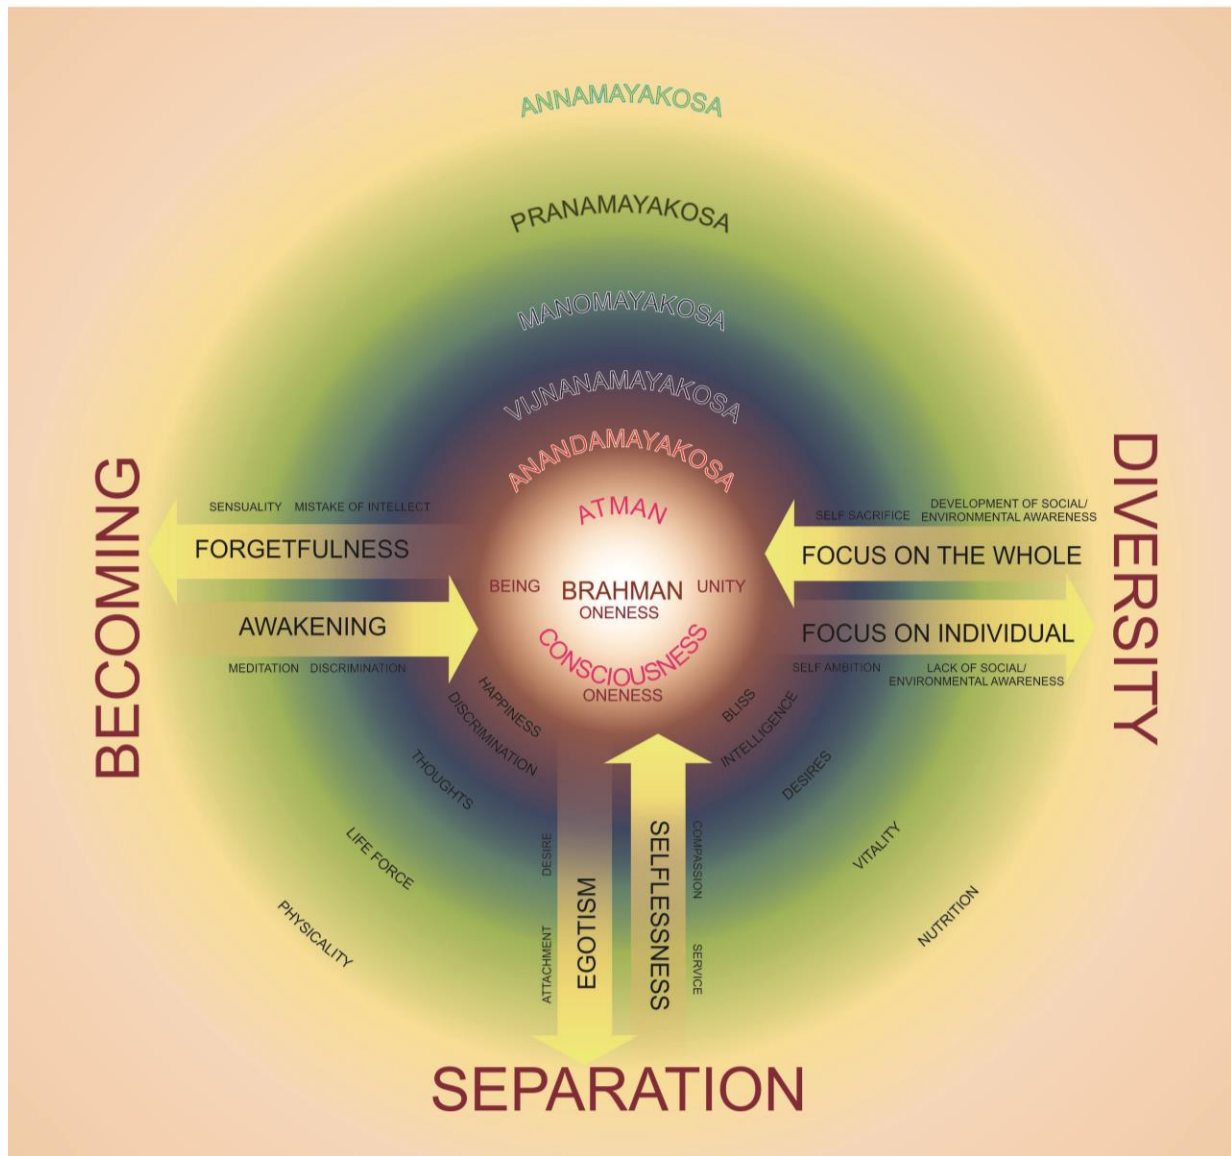 ANNAMAYAKOSA
PRANAMAYAKOSA
MANOMAYAKOSA
VIJNANAMAYAKOSA
ANANDAMAYAKOSA
ATMAN
BEING
BRAHMAN
UNITY
ONENESS
CONSCIOUSNESS
ONENESS
BECOMING
SENSUALITY MISTAKE OF INTELLECT
FORGETFULNESS
AWAKENING
MEDITATION DISCRIMINATION
DIVERSITY
SELF SACRIFICE
DEVELOPMENT OF SOCIAL/
ENVIRONMENTAL AWARENESS
FOCUS ON THE WHOLE
FOCUS ON INDIVIDUAL
SELF AMBITION
LACK OF SOCIAL/
ENVIRONMENTAL AWARENESS
HAPPINESS
DISCRIMINATION
THOUGHTS
LIFE FORCE
PHYSICALITY
BLISS
INTELLIGENCE
DESIRES
VITALITY
NUTRITION
DESIRE
ATTACHMENT
EGOTISM
SELFLESSNESS
COMPASSION
SERVICE
SEPARATION